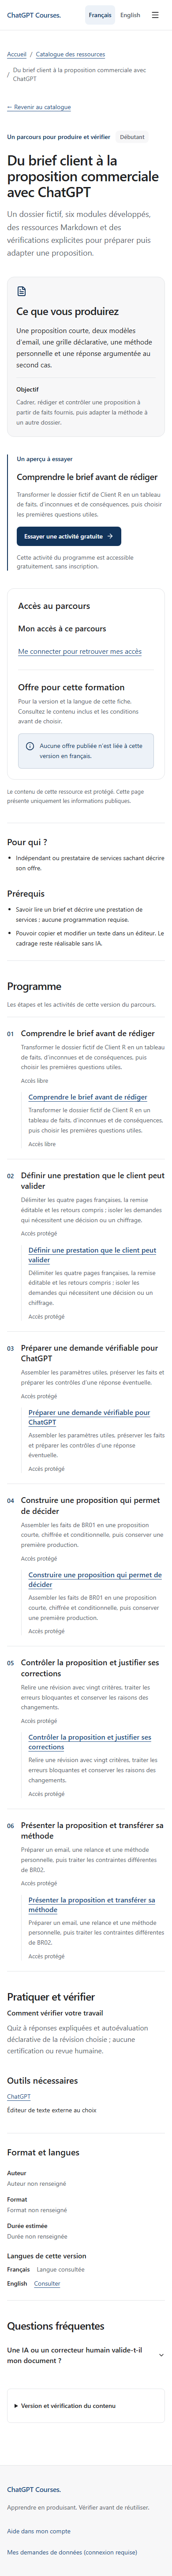 ChatGPT Courses.
Français English
Accueil / Catalogue des ressources
/ Du brief client à la proposition commerciale avec
ChatGPT
← Revenir au catalogue
Un parcours pour produire et vérifier Débutant
Du brief client à la
proposition commerciale
avec ChatGPT
Un dossier fictif, six modules développés,
des ressources Markdown et des
vérifications explicites pour préparer puis
adapter une proposition.
Ce que vous produirez
Une proposition courte, deux modèles
d'email, une grille déclarative, une méthode
personnelle et une réponse argumentée au
second cas.
Objectif
Cadrer, rédiger et contrôler une proposition à
partir de faits fournis, puis adapter la méthode à
un autre dossier.
Un aperçu à essayer
Comprendre le brief avant de rédiger
Transformer le dossier fictif de Client R en un tableau
de faits, d'inconnues et de conséquences, puis choisir
les premières questions utiles.
Essayer une activité gratuite →
Cette activité du programme est accessible
gratuitement, sans inscription.
Accès au parcours
Mon accès à ce parcours
Me connecter pour retrouver mes accès
Offre pour cette formation
Pour la version et la langue de cette fiche.
Consultez le contenu inclus et les conditions
avant de choisir.
Aucune offre publiée n'est liée à cette
version en français.
Le contenu de cette ressource est protégé. Cette page
présente uniquement les informations publiques.
Pour qui ?
Indépendant ou prestataire de services sachant décrire
son offre.
Prérequis
Savoir lire un brief et décrire une prestation de
services ; aucune programmation requise.
Pouvoir copier et modifier un texte dans un éditeur. Le
cadrage reste réalisable sans IA.
Programme
Les étapes et les activités de cette version du parcours.
01 Comprendre le brief avant de rédiger
Transformer le dossier fictif de Client R en un tableau
de faits, d'inconnues et de conséquences, puis
choisir les premières questions utiles.
Accès libre
Comprendre le brief avant de rédiger
Transformer le dossier fictif de Client R en un
tableau de faits, d'inconnues et de conséquences,
puis choisir les premières questions utiles.
Accès libre
02 Définir une prestation que le client peut
valider
Délimiter les quatre pages françaises, la remise
éditable et les retours compris ; isoler les demandes
qui nécessitent une décision ou un chiffrage.
Accès protégé
Définir une prestation que le client peut
valider
Délimiter les quatre pages françaises, la remise
éditable et les retours compris ; isoler les
demandes qui nécessitent une décision ou un
chiffrage.
Accès protégé
03 Préparer une demande vérifiable pour
ChatGPT
Assembler les paramètres utiles, préserver les faits et
préparer les contrôles d'une réponse éventuelle.
Accès protégé
Préparer une demande vérifiable pour
ChatGPT
Assembler les paramètres utiles, préserver les faits
et préparer les contrôles d'une réponse
éventuelle.
Accès protégé
04 Construire une proposition qui permet
de décider
Assembler les faits de BR01 en une proposition
courte, chiffrée et conditionnelle, puis conserver une
première production.
Accès protégé
Construire une proposition qui permet de
décider
Assembler les faits de BR01 en une proposition
courte, chiffrée et conditionnelle, puis conserver
une première production.
Accès protégé
05 Contrôler la proposition et justifier ses
corrections
Relire une révision avec vingt critères, traiter les
erreurs bloquantes et conserver les raisons des
changements.
Accès protégé
Contrôler la proposition et justifier ses
corrections
Relire une révision avec vingt critères, traiter les
erreurs bloquantes et conserver les raisons des
changements.
Accès protégé
06 Présenter la proposition et transférer sa
méthode
Préparer un email, une relance et une méthode
personnelle, puis traiter les contraintes différentes
de BR02.
Accès protégé
Présenter la proposition et transférer sa
méthode
Préparer un email, une relance et une méthode
personnelle, puis traiter les contraintes différentes
de BR02.
Accès protégé
Pratiquer et vérifier
Comment vérifier votre travail
Quiz à réponses expliquées et autoévaluation
déclarative de la révision choisie ; aucune
certification ou revue humaine.
Outils nécessaires
ChatGPT
Éditeur de texte externe au choix
Format et langues
Auteur
Auteur non renseigné
Format
Format non renseigné
Durée estimée
Durée non renseignée
Langues de cette version
Français Langue consultée
English Consulter
Questions fréquentes
Une IA ou un correcteur humain valide-t-il
mon document ?
Version et vérification du contenu
ChatGPT Courses.
Apprendre en produisant. Vérifier avant de réutiliser.
Aide dans mon compte
Mes demandes de données (connexion requise)